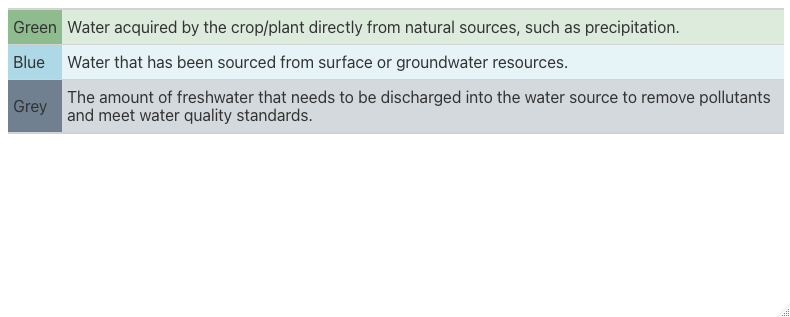 Green Water acquired by the crop/plant directly from natural sources, such as precipitation.
Blue Water that has been sourced from surface or groundwater resources.
Grey The amount of freshwater that needs to be discharged into the water source to remove pollutants
and meet water quality standards.